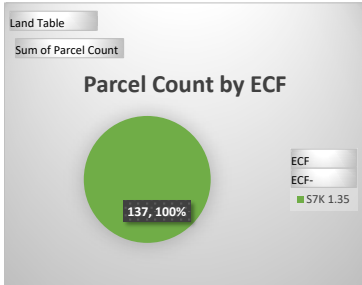 Land Table
Sum of Parcel Count
Parcel Count by ECF
137, 100%
ECF
ECF-
S7K 1.35